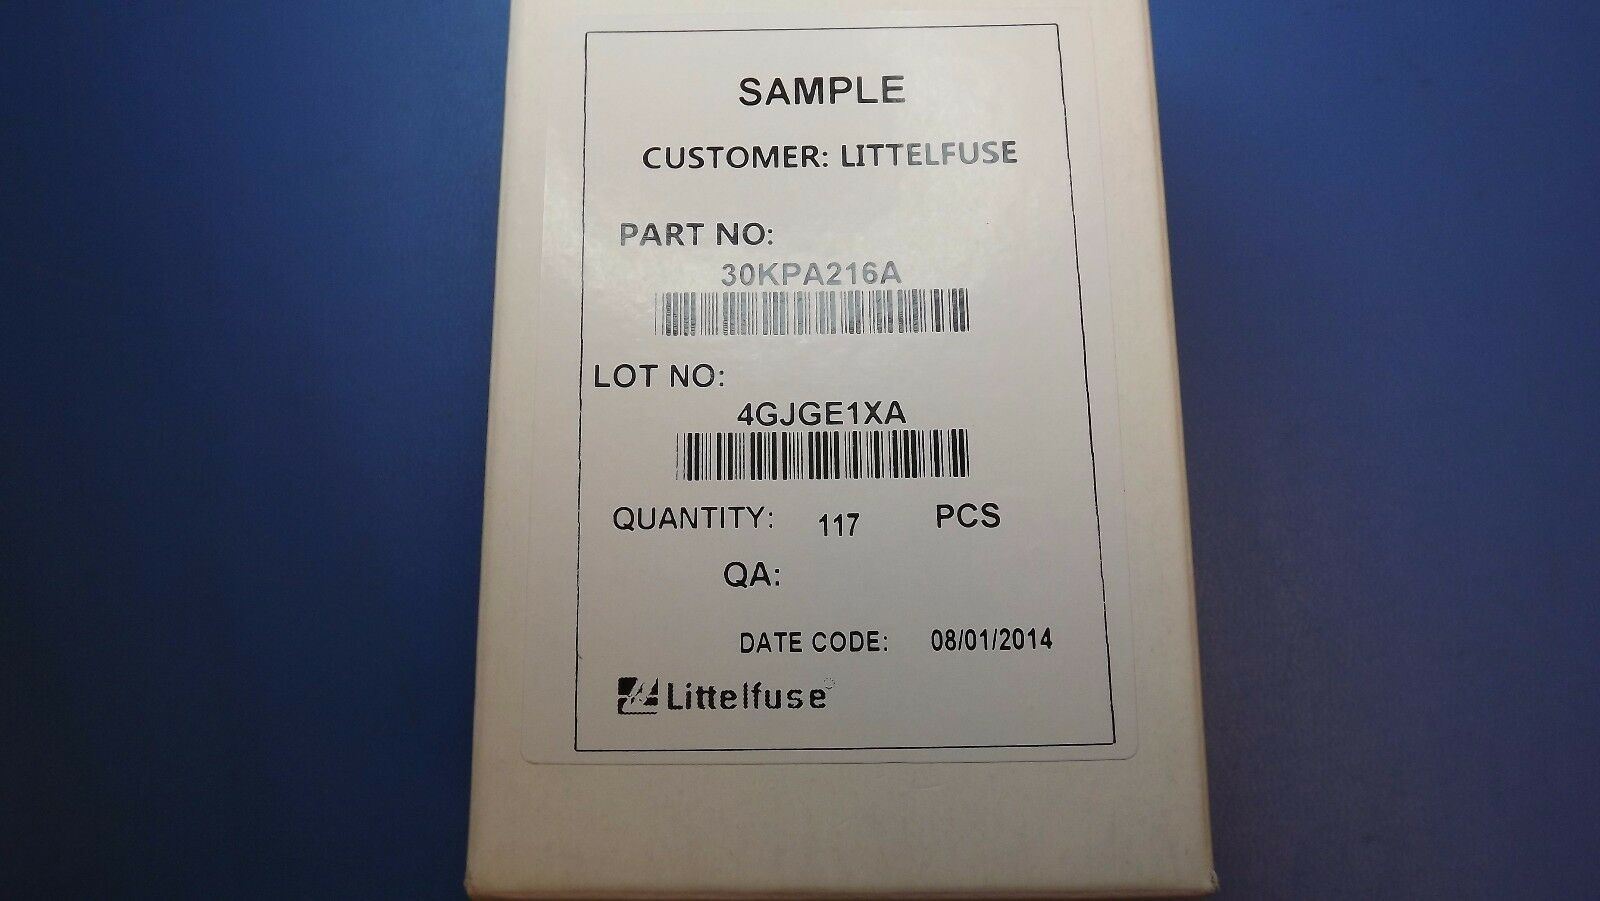 SAMPLE
CUSTOMER: LITTELFUSE
PART NO:
30KPA216A
LOT NO:
4GJGE1XA
QUANTITY: 117 PCS
QA:
DATE CODE: 08/01/2014
Littelfuse®